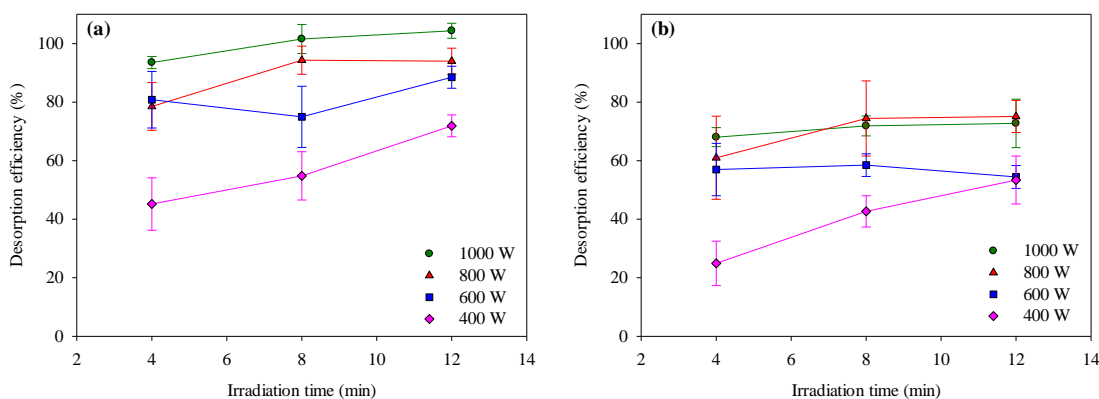 (a)
Desorption efficiency (%)
100
80
60
40
20
0
1000 W
800 W
600 W
400 W
2 4 6 8 10 12 14
Irradiation time (min)
(b)
Desorption efficiency (%)
100
80
60
40
20
0
1000 W
800 W
600 W
400 W
2 4 6 8 10 12 14
Irradiation time (min)